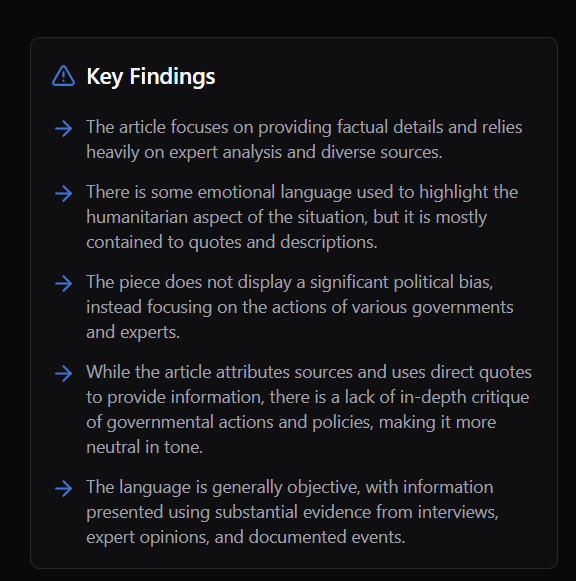 Key Findings
The article focuses on providing factual details and relies
heavily on expert analysis and diverse sources.
There is some emotional language used to highlight the
humanitarian aspect of the situation, but it is mostly
contained to quotes and descriptions.
The piece does not display a significant political bias,
instead focusing on the actions of various governments
and experts.
While the article attributes sources and uses direct quotes
to provide information, there is a lack of in-depth critique
of governmental actions and policies, making it more
neutral in tone.
The language is generally objective, with information
presented using substantial evidence from interviews,
expert opinions, and documented events.